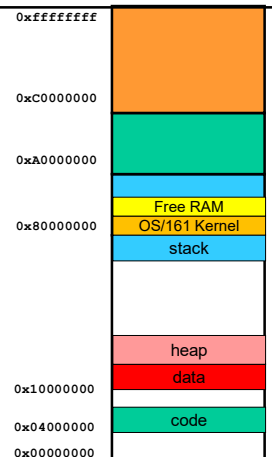 0xffffffff
0xC0000000
0xA0000000
Free RAM
0x80000000 OS/161 Kernel
stack
heap
data
0x10000000
0x04000000 code
0x00000000